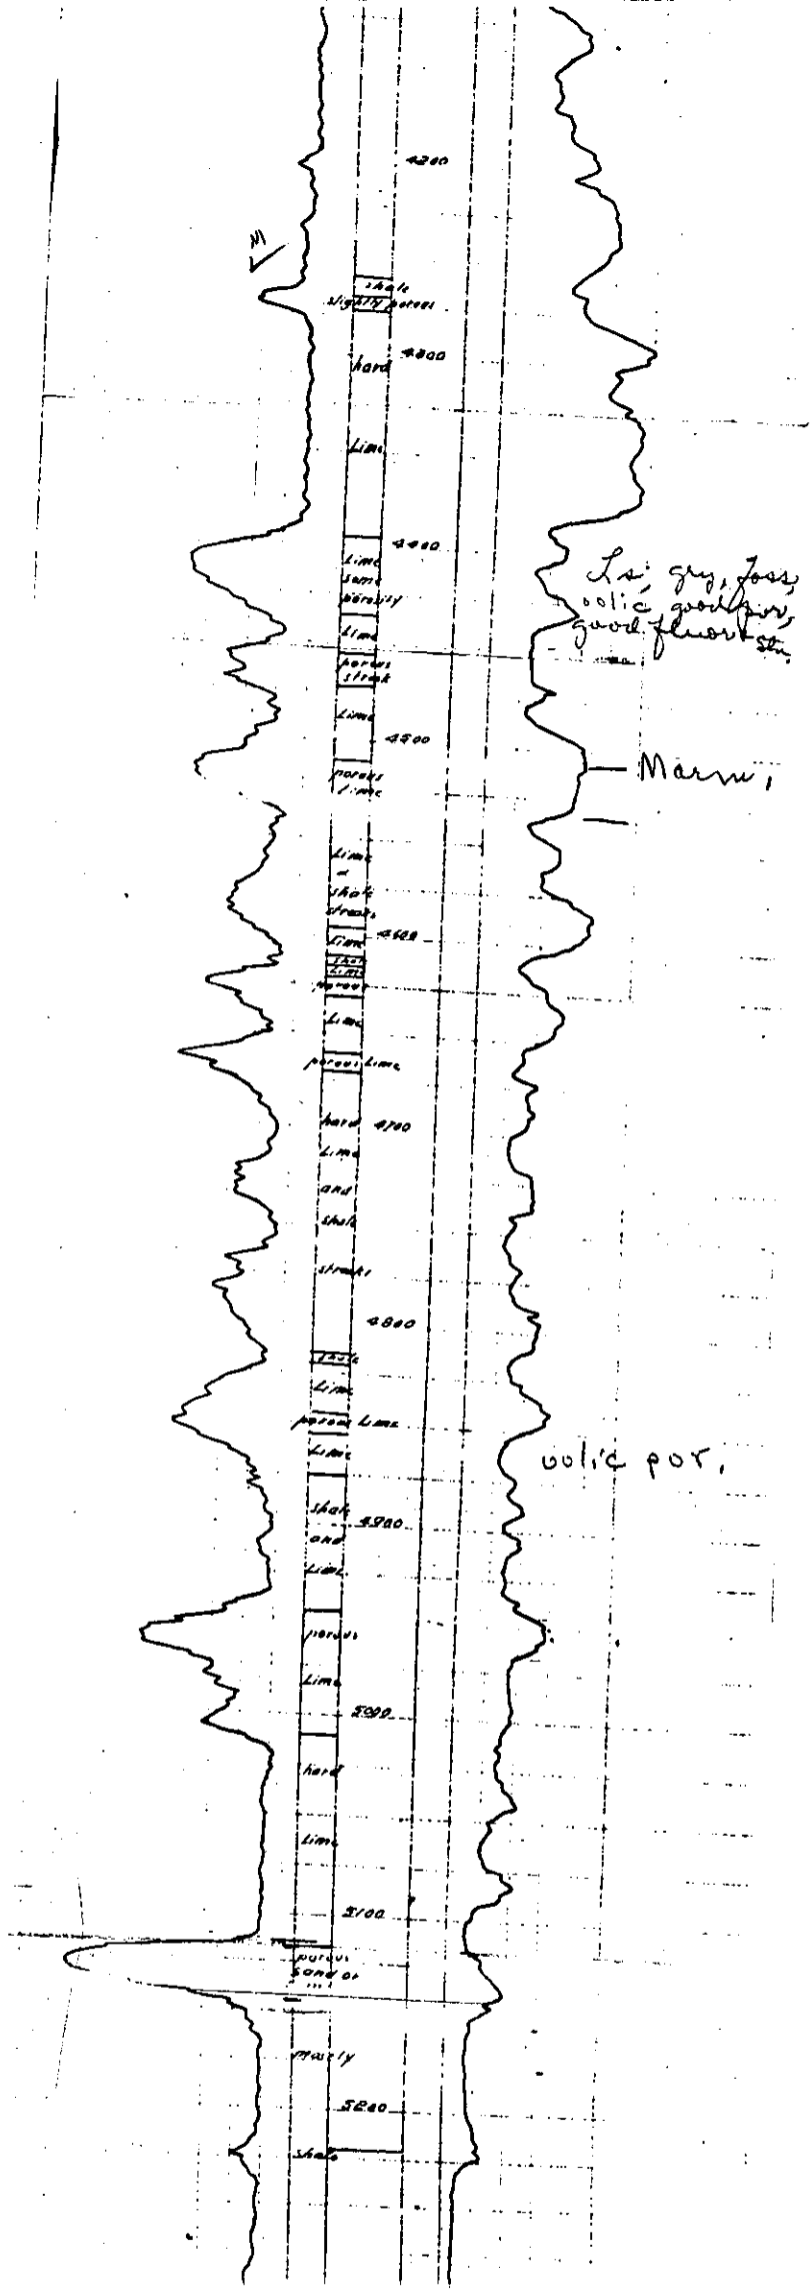 4200
shale
slightly porous
4300
hard
Lime
4400
Lime
some
porosity
Ls; gry, foss,
oolic, good por,
good fluor + stn,
Lime
porous
streak
Lime
4500
porous
Lime
Marm,
Lime
&
shale
streaks
4600
Lime
shale
Lime
porous
Lime
porous Lime
hard 4700
Lime
and
shale
streaks
4800
shale
Lime
porous Lime
Lime
oolic por,
shale
4900
and
Lime
porous
Lime
5000
hard
Lime
5100
porous
sand or
mostly
5200
shale